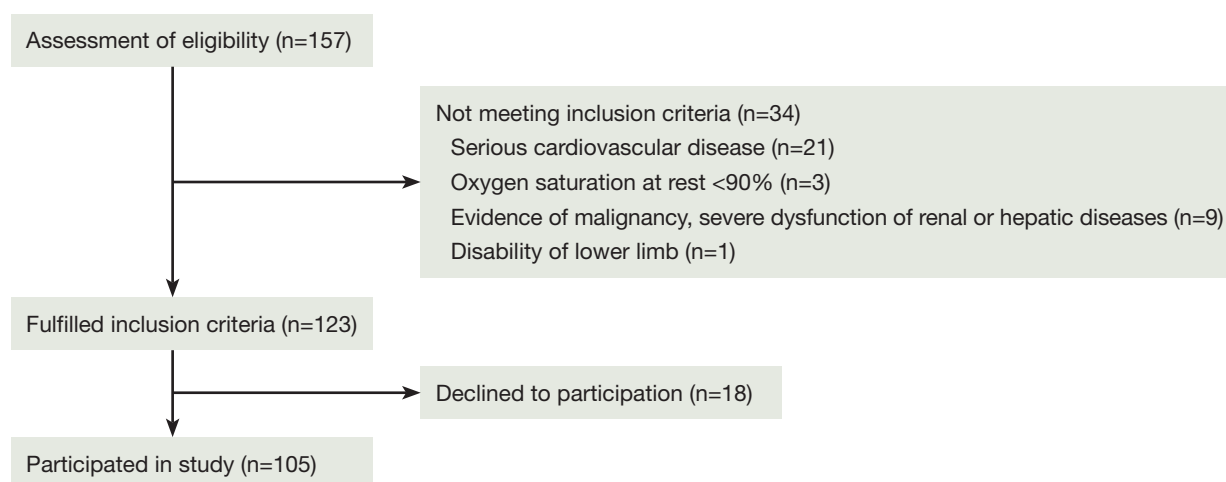 Assessment of eligibility (n=157)
Not meeting inclusion criteria (n=34)
Serious cardiovascular disease (n=21)
Oxygen saturation at rest <90% (n=3)
Evidence of malignancy, severe dysfunction of renal or hepatic diseases (n=9)
Disability of lower limb (n=1)
Fulfilled inclusion criteria (n=123)
Declined to participation (n=18)
Participated in study (n=105)